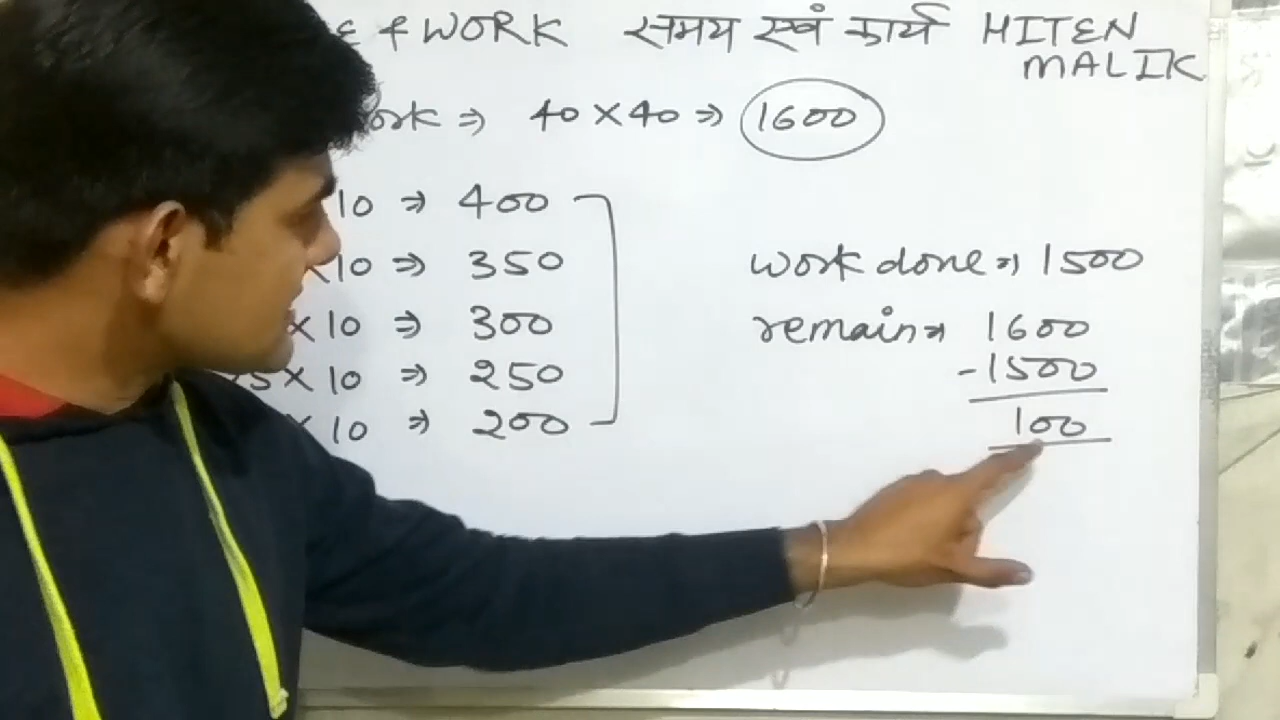 & WORK समय एवं कार्य HITEN
MALIK
ork ⇒ 40 × 40 ⇒ 1600
10 ⇒ 400
×10 ⇒ 350
× 10 ⇒ 300
5 × 10 ⇒ 250
× 10 ⇒ 200
work done ⇒ 1500
remain ⇒ 1600
- 1500
100